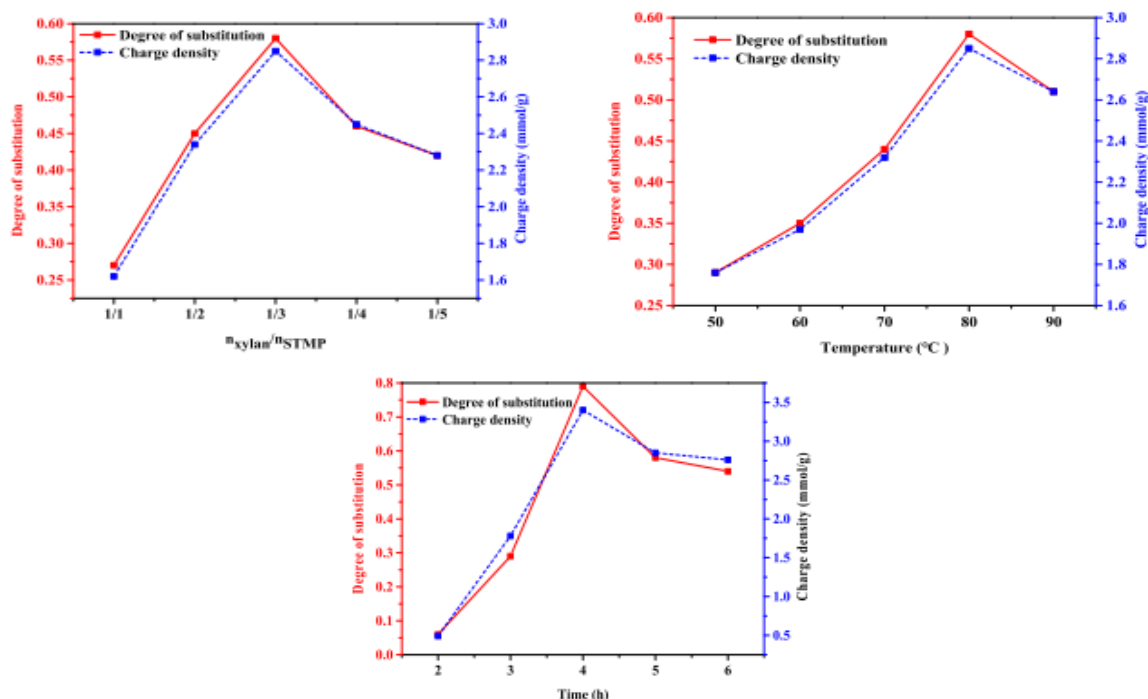 Degree of substitution
Charge density
0.60
0.55
0.50
0.45
0.40
0.35
0.30
0.25
Degree of substitution
3.0
2.8
2.6
2.4
2.2
2.0
1.8
1.6
Charge density (mmol/g)
1/1 1/2 1/3 1/4 1/5
nxylan/nSTMP
Degree of substitution
Charge density
0.60
0.55
0.50
0.45
0.40
0.35
0.30
0.25
Degree of substitution
3.0
2.8
2.6
2.4
2.2
2.0
1.8
1.6
Charge density (mmol/g)
50 60 70 80 90
Temperature (°C )
Degree of substitution
Charge density
0.8
0.7
0.6
0.5
0.4
0.3
0.2
0.1
0.0
Degree of substitution
3.5
3.0
2.5
2.0
1.5
1.0
0.5
Charge density (mmol/g)
2 3 4 5 6
Time (h)